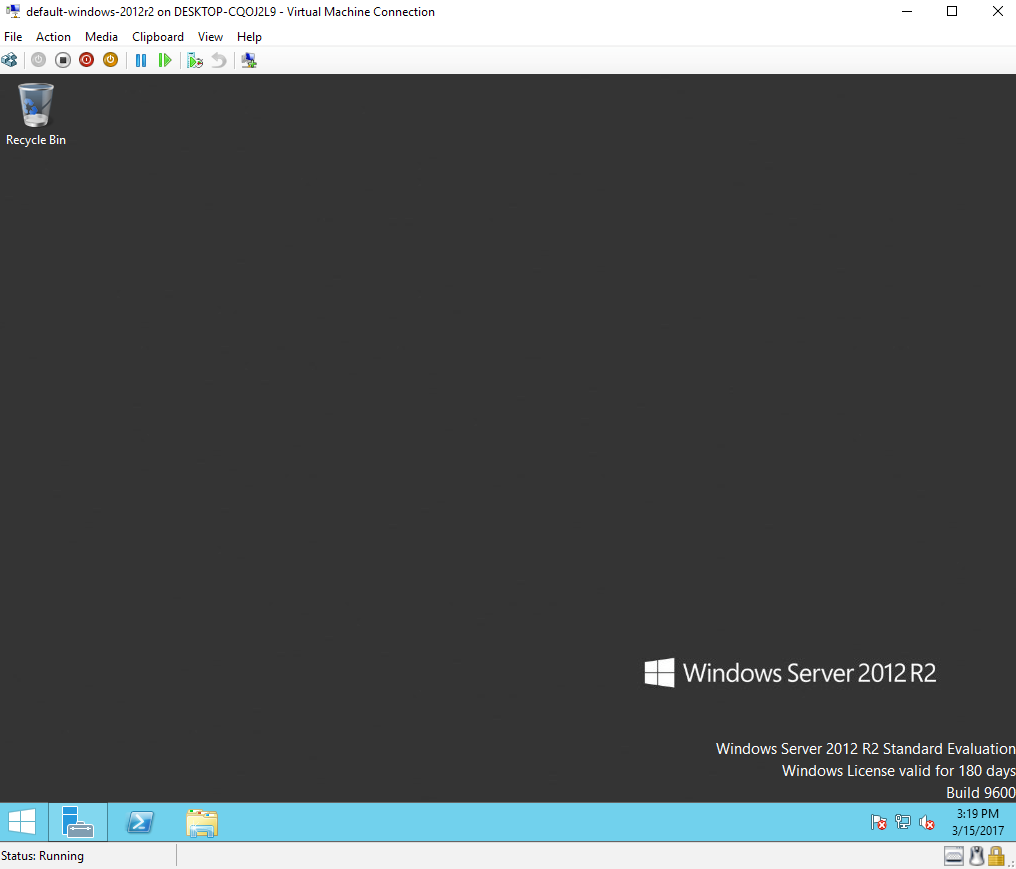 default-windows-2012r2 on DESKTOP-CQOJ2L9 - Virtual Machine Connection
File Action Media Clipboard View Help
Recycle Bin
Windows Server 2012 R2
Windows Server 2012 R2 Standard Evaluation
Windows License valid for 180 days
Build 9600
3:19 PM
3/15/2017
Status: Running